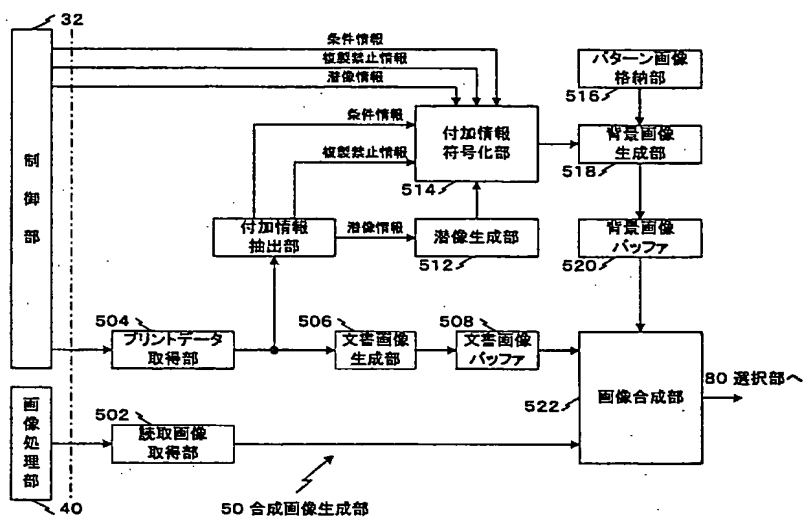 32
条件情報
複製禁止情報
潜像情報
パターン画像
格納部
516
条件情報
複製禁止情報
付加情報
符号化部
514
背景画像
生成部
518
制御部
付加情報
抽出部
潜像情報
潜像生成部
512
背景画像
バッファ
520
504
プリントデータ
取得部
506
文書画像
生成部
508
文書画像
バッファ
522
画像合成部
80 選択部へ
画像処理部
502
読取画像
取得部
40
50 合成画像生成部